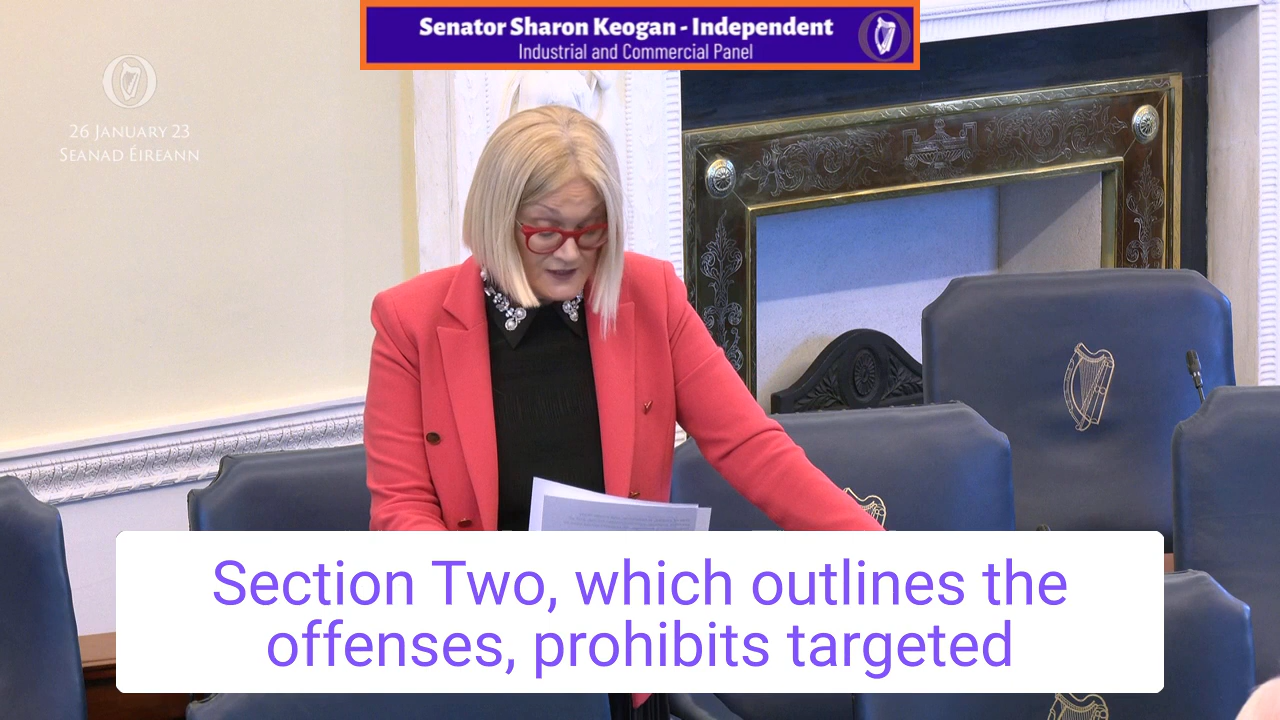 Senator Sharon Keogan - Independent
Industrial and Commercial Panel
26 January 23
Seanad Éireann
Section Two, which outlines the
offenses, prohibits targeted